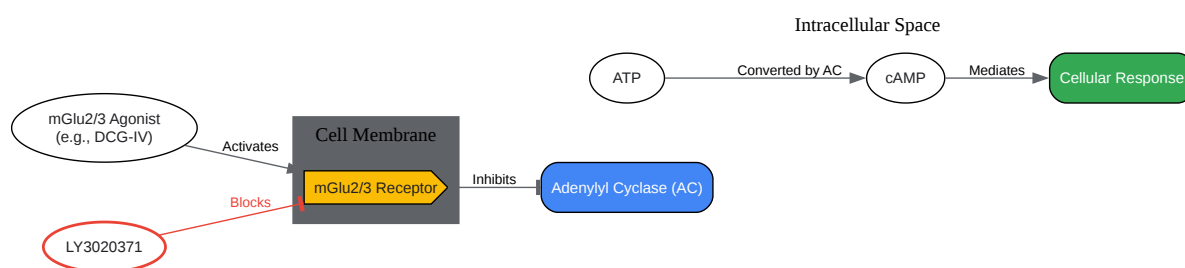 Intracellular Space
ATP
Converted by AC
cAMP
Mediates
Cellular Response
mGlu2/3 Agonist
(e.g., DCG-IV)
Activates
Cell Membrane
mGlu2/3 Receptor
Inhibits
Adenylyl Cyclase (AC)
Blocks
LY3020371